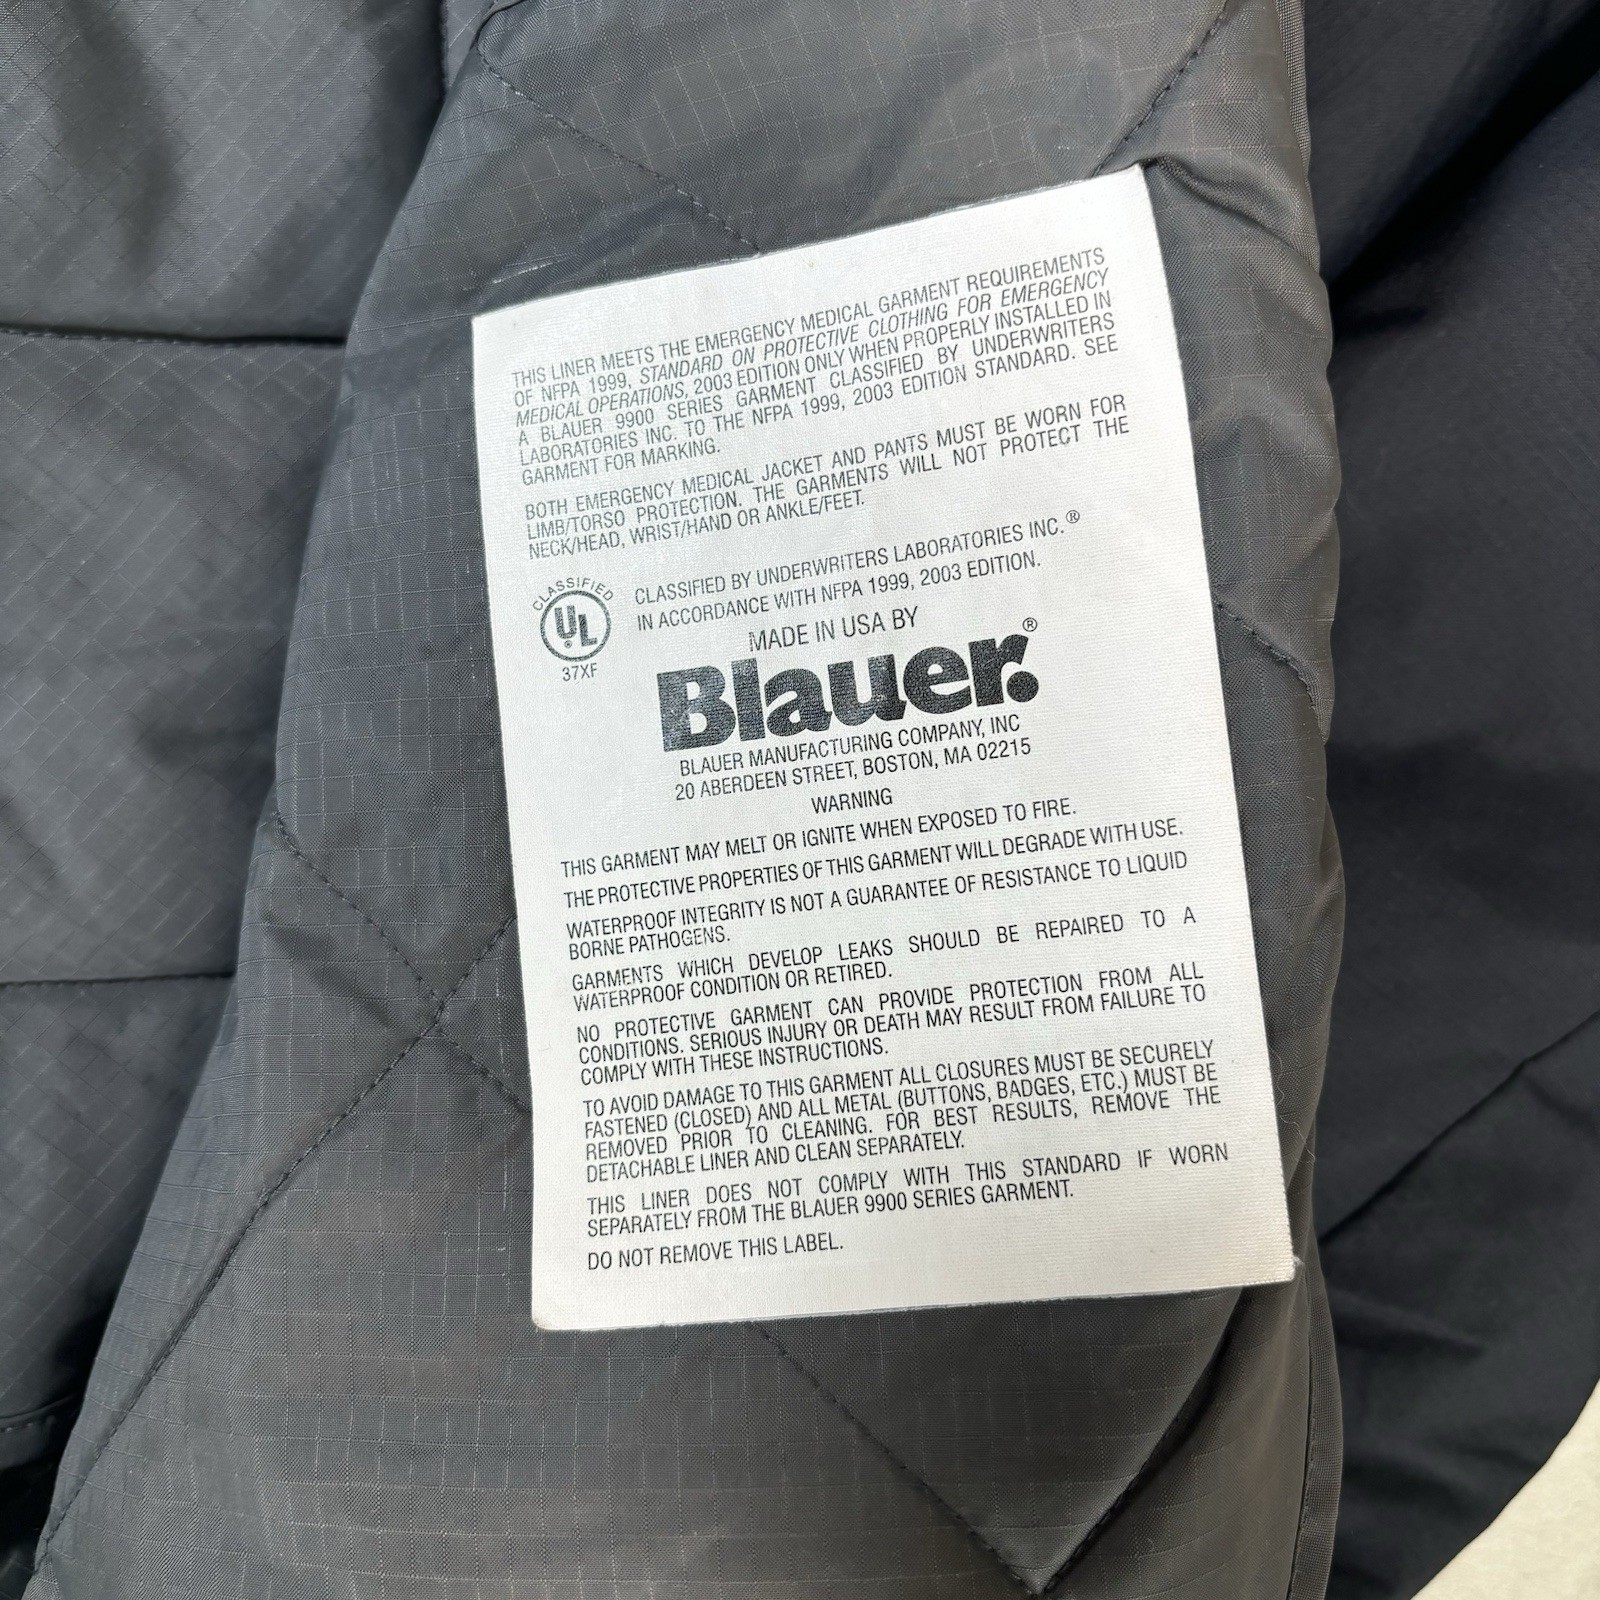 THIS LINER MEETS THE EMERGENCY MEDICAL GARMENT REQUIREMENTS
OF NFPA 1999, STANDARD ON PROTECTIVE CLOTHING FOR EMERGENCY
MEDICAL OPERATIONS, 2003 EDITION ONLY WHEN PROPERLY INSTALLED IN
A BLAUER 9900 SERIES GARMENT CLASSIFIED BY UNDERWRITERS
LABORATORIES INC. TO THE NFPA 1999, 2003 EDITION STANDARD. SEE
GARMENT FOR MARKING.
BOTH EMERGENCY MEDICAL JACKET AND PANTS MUST BE WORN FOR
LIMB/TORSO PROTECTION. THE GARMENTS WILL NOT PROTECT THE
NECK/HEAD, WRIST/HAND OR ANKLE/FEET.
CLASSIFIED
UL®
37XF
CLASSIFIED BY UNDERWRITERS LABORATORIES INC.®
IN ACCORDANCE WITH NFPA 1999, 2003 EDITION.
MADE IN USA BY
Blauer.®
BLAUER MANUFACTURING COMPANY, INC
20 ABERDEEN STREET, BOSTON, MA 02215
WARNING
THIS GARMENT MAY MELT OR IGNITE WHEN EXPOSED TO FIRE.
THE PROTECTIVE PROPERTIES OF THIS GARMENT WILL DEGRADE WITH USE.
WATERPROOF INTEGRITY IS NOT A GUARANTEE OF RESISTANCE TO LIQUID
BORNE PATHOGENS.
GARMENTS WHICH DEVELOP LEAKS SHOULD BE REPAIRED TO A
WATERPROOF CONDITION OR RETIRED.
NO PROTECTIVE GARMENT CAN PROVIDE PROTECTION FROM ALL
CONDITIONS. SERIOUS INJURY OR DEATH MAY RESULT FROM FAILURE TO
COMPLY WITH THESE INSTRUCTIONS.
TO AVOID DAMAGE TO THIS GARMENT ALL CLOSURES MUST BE SECURELY
FASTENED (CLOSED) AND ALL METAL (BUTTONS, BADGES, ETC.) MUST BE
REMOVED PRIOR TO CLEANING. FOR BEST RESULTS, REMOVE THE
DETACHABLE LINER AND CLEAN SEPARATELY.
THIS LINER DOES NOT COMPLY WITH THIS STANDARD IF WORN
SEPARATELY FROM THE BLAUER 9900 SERIES GARMENT.
DO NOT REMOVE THIS LABEL.